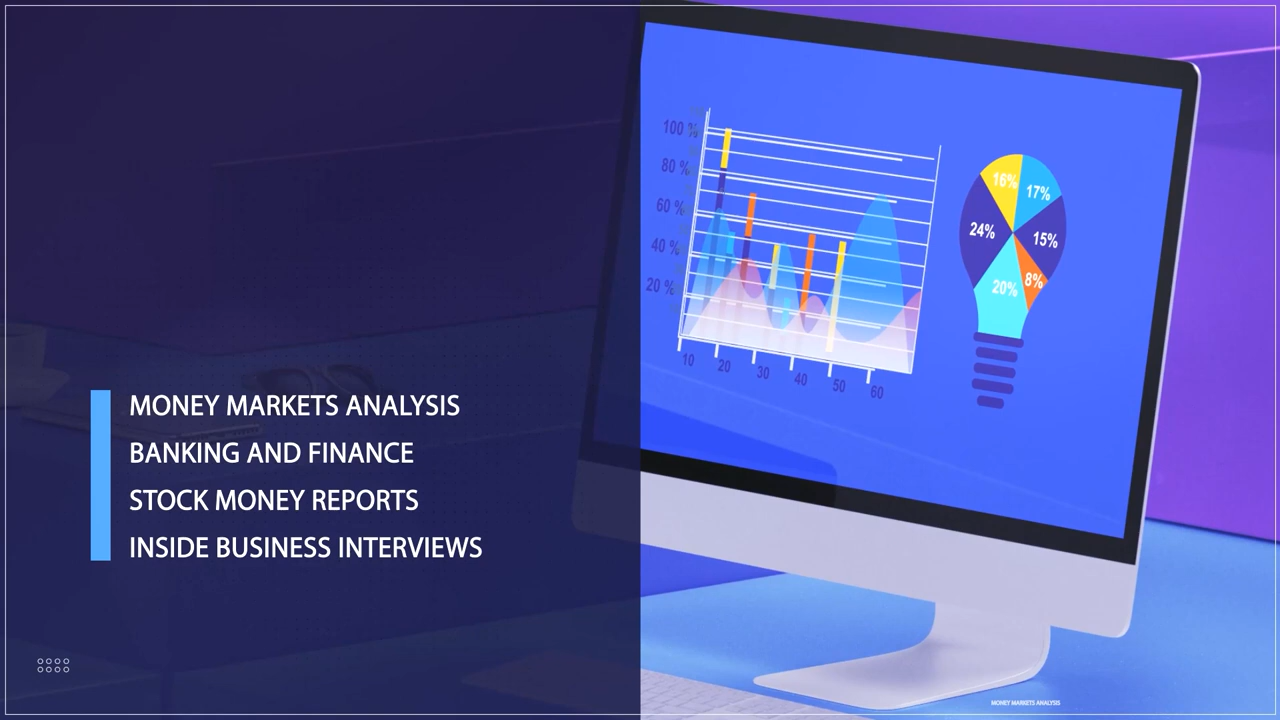 MONEY MARKETS ANALYSIS
BANKING AND FINANCE
STOCK MONEY REPORTS
INSIDE BUSINESS INTERVIEWS
100 %
80 %
60 %
40 %
20 %
10 20 30 40 50 60
16% 17%
24% 15%
20% 8%
MONEY MARKETS ANALYSIS